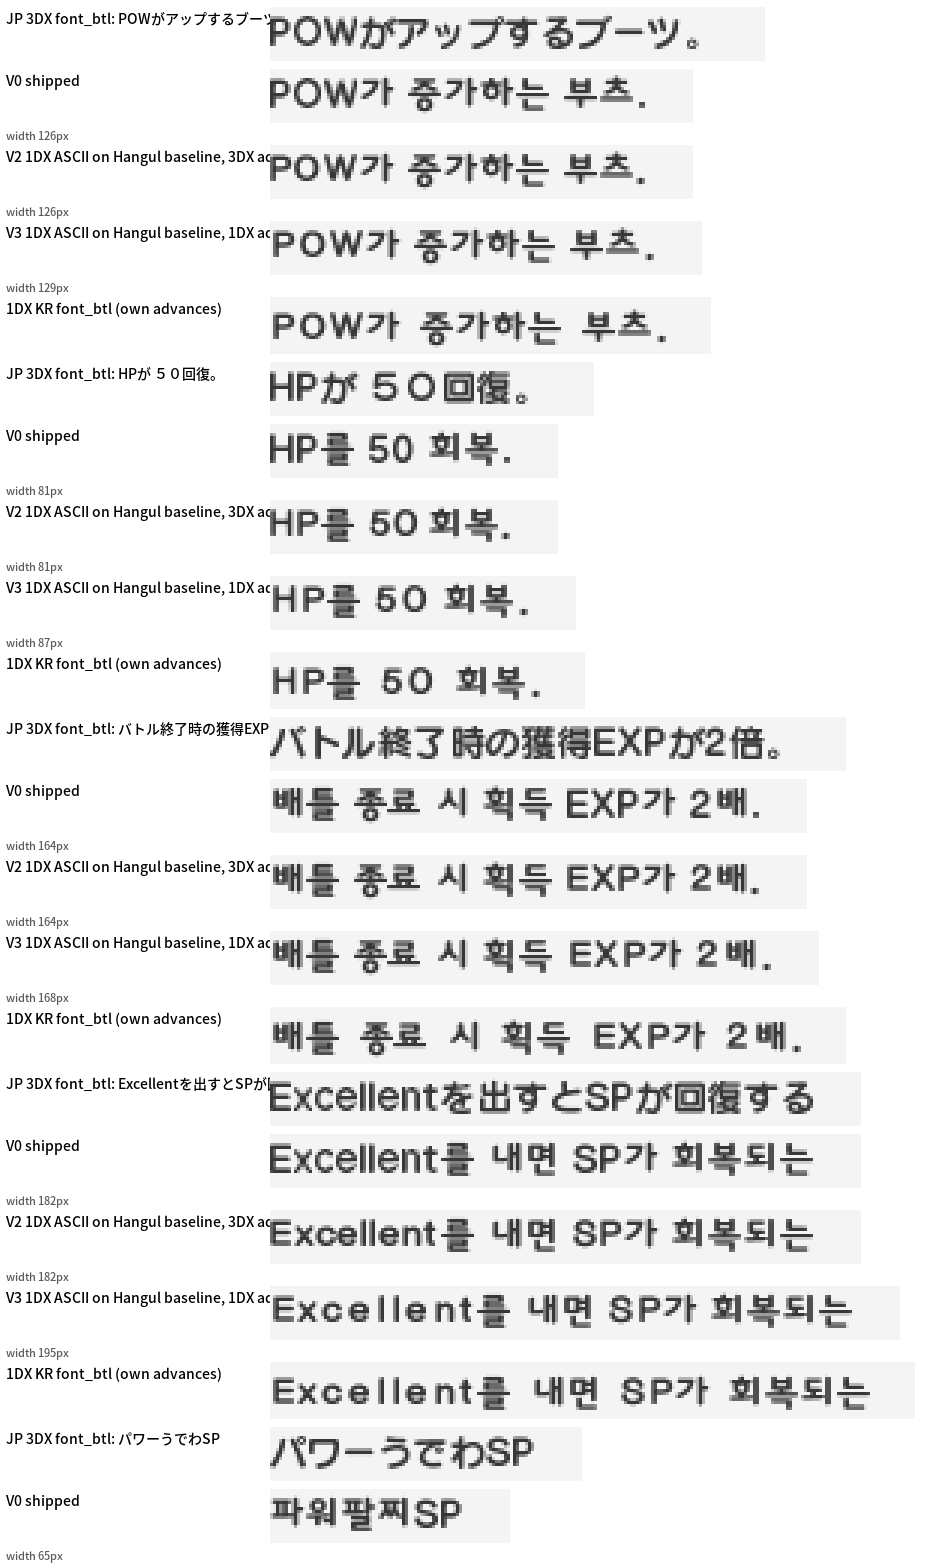 JP 3DX font_btl: POWがアップするブーツ
POWがアップするブーツ。
V0 shipped
POW가 증가하는 부츠.
width 126px
V2 1DX ASCII on Hangul baseline, 3DX ac
POW가 증가하는 부츠.
width 126px
V3 1DX ASCII on Hangul baseline, 1DX ac
POW가 증가하는 부츠.
width 129px
1DX KR font_btl (own advances)
POW가 증가하는 부츠.
JP 3DX font_btl: HPが ５０回復。
HPが ５０回復。
V0 shipped
HP를 50 회복.
width 81px
V2 1DX ASCII on Hangul baseline, 3DX ac
HP를 50 회복.
width 81px
V3 1DX ASCII on Hangul baseline, 1DX ac
HP를 50 회복.
width 87px
1DX KR font_btl (own advances)
HP를 50 회복.
JP 3DX font_btl: バトル終了時の獲得EXP
バトル終了時の獲得EXPが2倍。
V0 shipped
배틀 종료 시 획득 EXP가 2배.
width 164px
V2 1DX ASCII on Hangul baseline, 3DX ac
배틀 종료 시 획득 EXP가 2배.
width 164px
V3 1DX ASCII on Hangul baseline, 1DX ac
배틀 종료 시 획득 EXP가 2배.
width 168px
1DX KR font_btl (own advances)
배틀 종료 시 획득 EXP가 2배.
JP 3DX font_btl: Excellentを出すとSPが
Excellentを出すとSPが回復する
V0 shipped
Excellent를 내면 SP가 회복되는
width 182px
V2 1DX ASCII on Hangul baseline, 3DX ac
Excellent를 내면 SP가 회복되는
width 182px
V3 1DX ASCII on Hangul baseline, 1DX ac
Excellent를 내면 SP가 회복되는
width 195px
1DX KR font_btl (own advances)
Excellent를 내면 SP가 회복되는
JP 3DX font_btl: パワーうでわSP
パワーうでわSP
V0 shipped
파워팔찌SP
width 65px